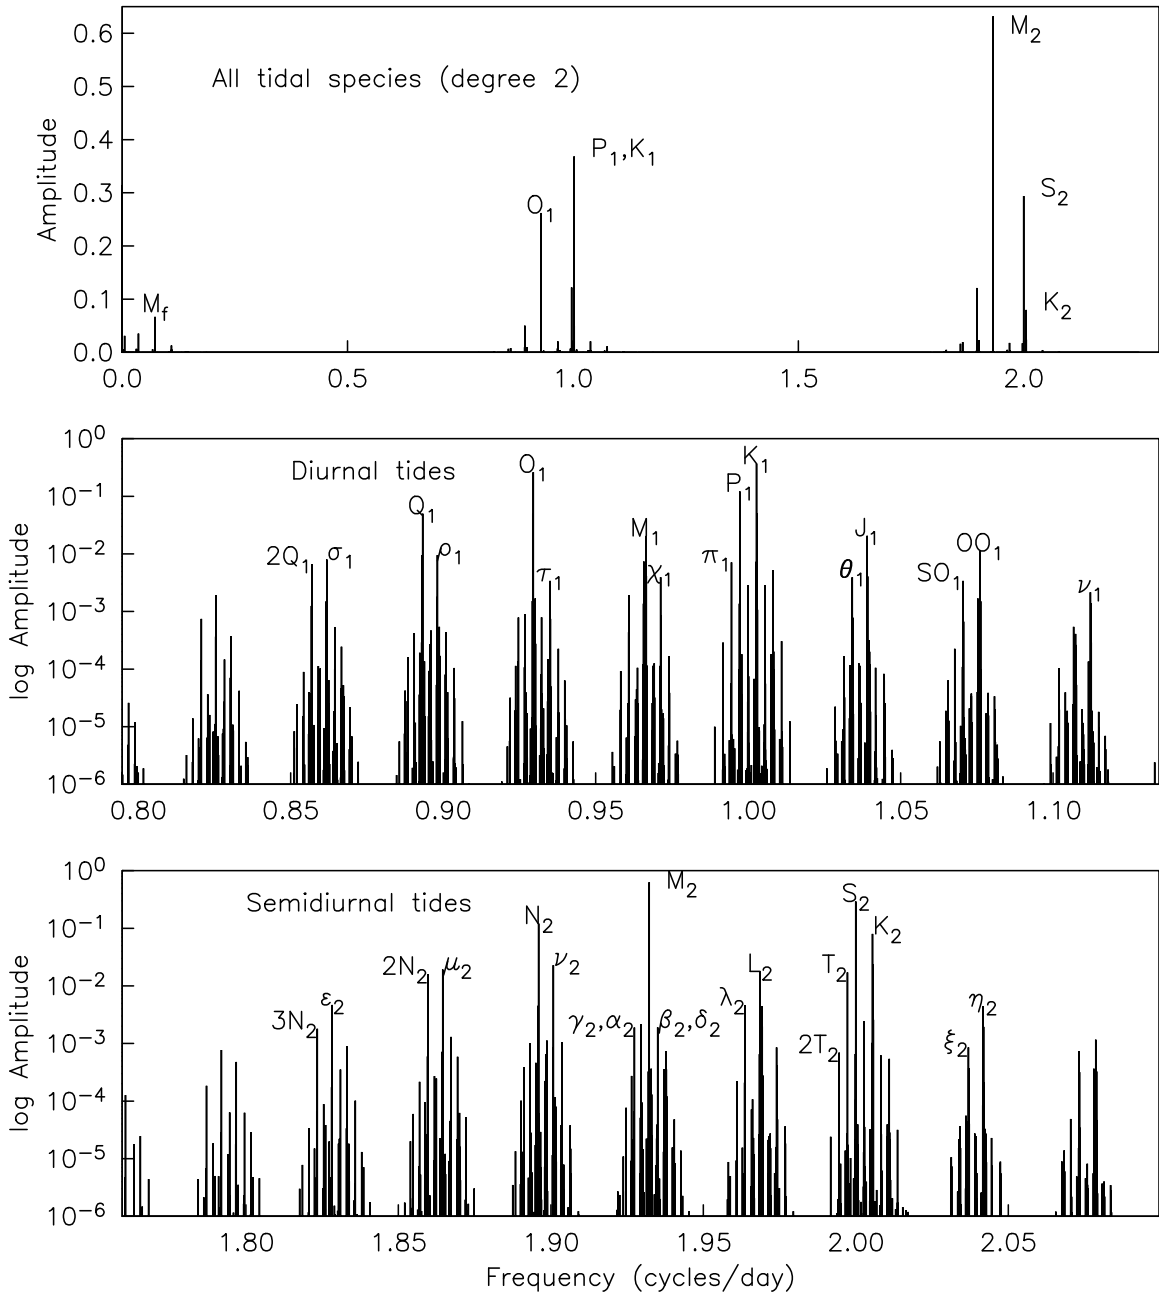 All tidal species (degree 2)
Amplitude
0.6
0.5
0.4
0.3
0.2
0.1
0.0
M₂
P₁,K₁
O₁
S₂
K₂
M_f
0.0 0.5 1.0 1.5 2.0
Diurnal tides
log Amplitude
10⁰
10⁻¹
10⁻²
10⁻³
10⁻⁴
10⁻⁵
10⁻⁶
2Q₁ σ₁ Q₁ ρ₁ O₁ τ₁ M₁ χ₁ π₁ P₁ K₁ θ₁ J₁ SO₁ OO₁ ν₁
0.80 0.85 0.90 0.95 1.00 1.05 1.10
Semidiurnal tides
log Amplitude
10⁰
10⁻¹
10⁻²
10⁻³
10⁻⁴
10⁻⁵
10⁻⁶
3N₂ ε₂ 2N₂ μ₂ N₂ ν₂ γ₂,α₂ M₂ β₂,δ₂ λ₂ L₂ 2T₂ T₂ S₂ K₂ ξ₂ η₂
1.80 1.85 1.90 1.95 2.00 2.05
Frequency (cycles/day)